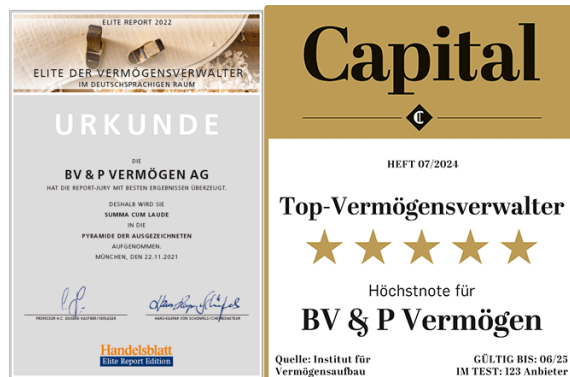 ELITE REPORT 2022
ELITE DER VERMÖGENSVERWALTER
IM DEUTSCHSPRACHIGEN RAUM
URKUNDE
DIE
BV & P VERMÖGEN AG
HAT DIE REPORT-JURY MIT BESTEN ERGEBNISSEN ÜBERZEUGT.
DESHALB WIRD SIE
SUMMA CUM LAUDE
IN DIE
PYRAMIDE DER AUSGEZEICHNETEN
AUFGENOMMEN.
MÜNCHEN, DEN 22.11.2021
Handelsblatt
Elite Report Edition
Capital
HEFT 07/2024
Top-Vermögensverwalter
Höchstnote für
BV & P Vermögen
Quelle: Institut für
Vermögensaufbau
GÜLTIG BIS: 06/25
IM TEST: 123 Anbieter